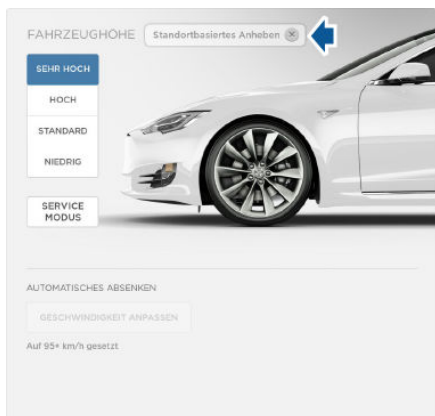 FAHRZEUGHÖHE Standortbasiertes Anheben
SEHR HOCH
HOCH
STANDARD
NIEDRIG
SERVICE
MODUS
AUTOMATISCHES ABSENKEN
GESCHWINDIGKEIT ANPASSEN
Auf 95+ km/h gesetzt